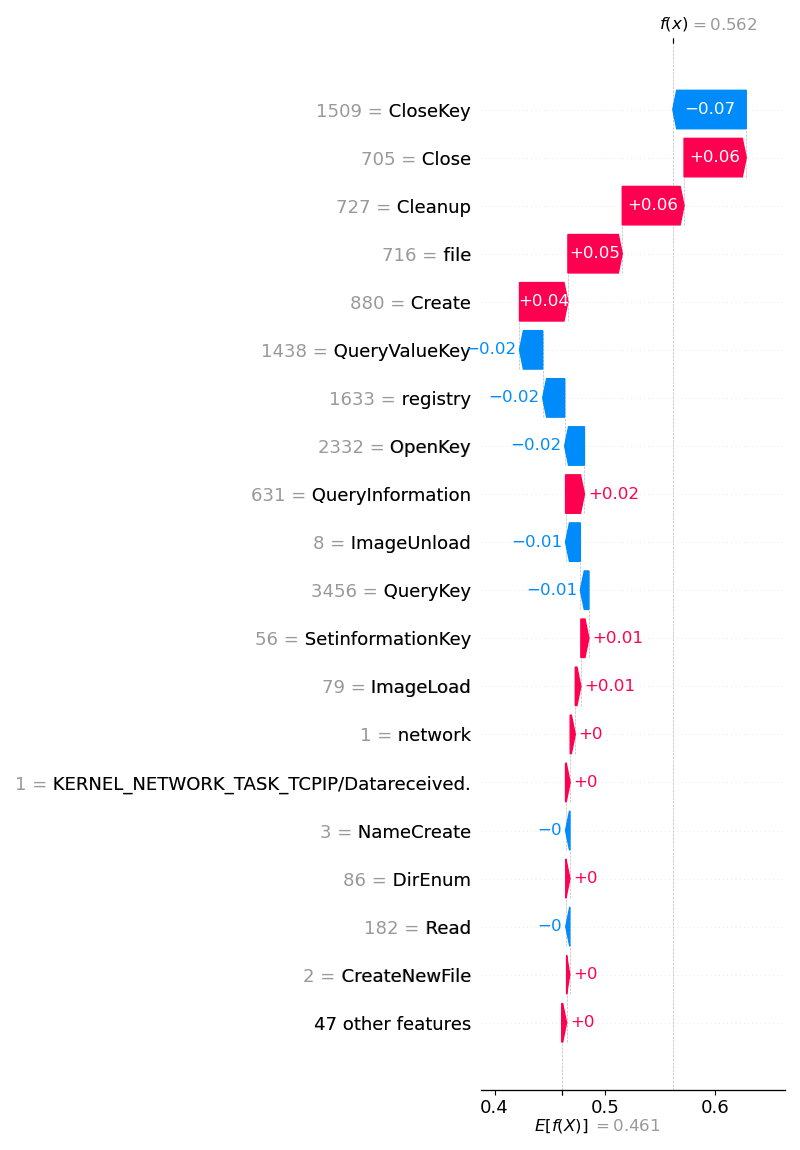 f(x) = 0.562
1509 = CloseKey −0.07
705 = Close +0.06
727 = Cleanup +0.06
716 = file +0.05
880 = Create +0.04
1438 = QueryValueKey −0.02
1633 = registry −0.02
2332 = OpenKey −0.02
631 = QueryInformation +0.02
8 = ImageUnload −0.01
3456 = QueryKey −0.01
56 = SetinformationKey +0.01
79 = ImageLoad +0.01
1 = network +0
1 = KERNEL_NETWORK_TASK_TCPIP/Datareceived. +0
3 = NameCreate −0
86 = DirEnum +0
182 = Read −0
2 = CreateNewFile +0
47 other features +0
0.4 0.5 0.6
E[f(X)] = 0.461